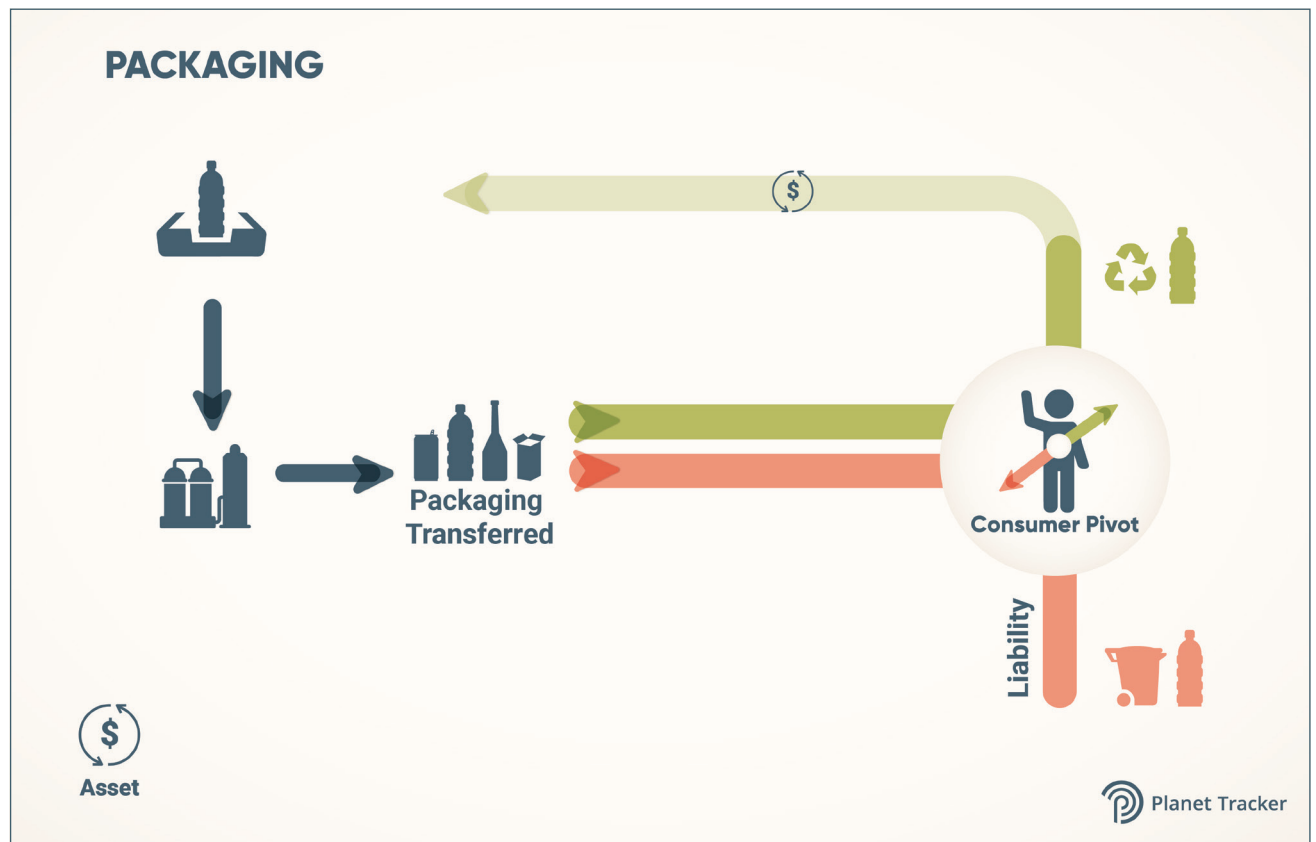 PACKAGING
$
Packaging
Transferred
Consumer Pivot
Liability
$
Asset
Planet Tracker